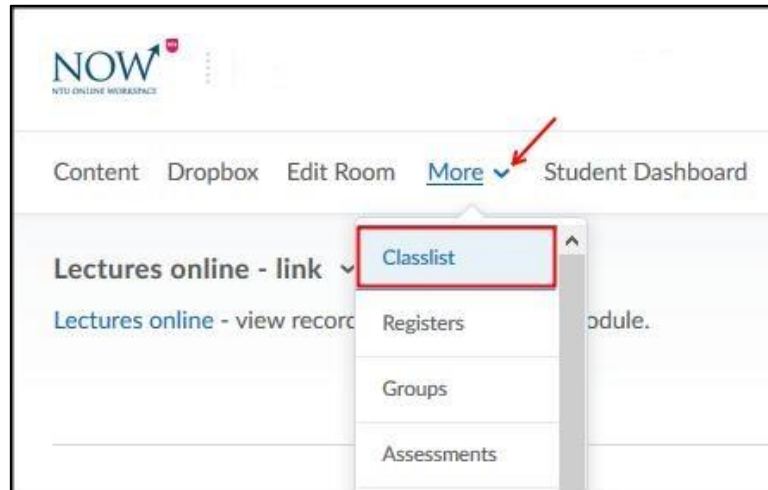 NOW
NTU ONLINE WORKSPACE
Content Dropbox Edit Room More Student Dashboard
Classlist
Lectures online - link
Lectures online - view recor odule.
Registers
Groups
Assessments